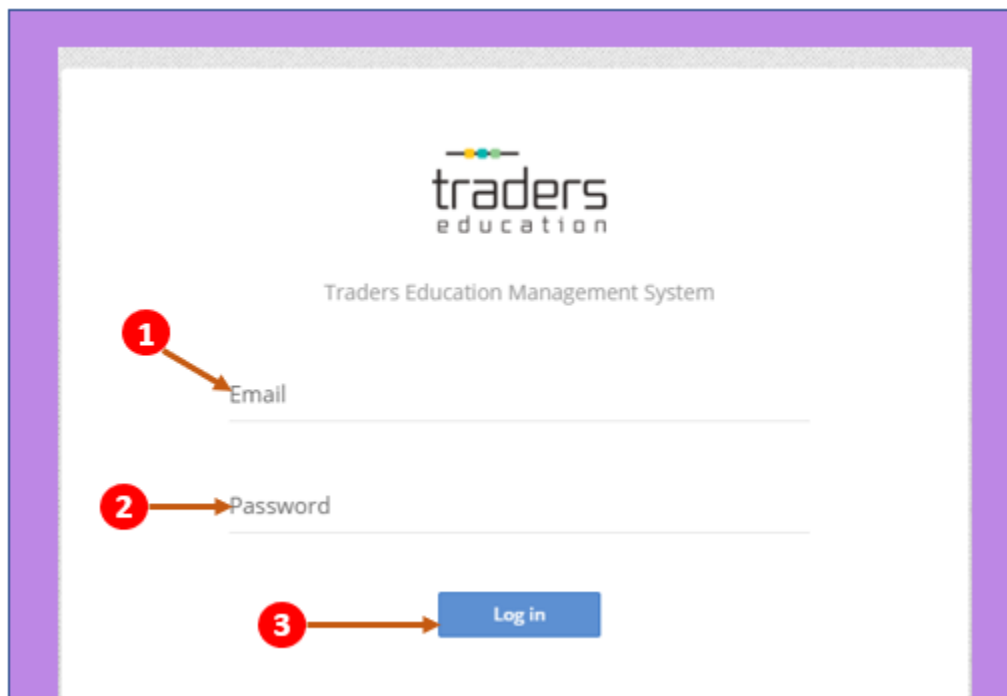 traders
education
Traders Education Management System
1
Email
2
Password
3
Log in